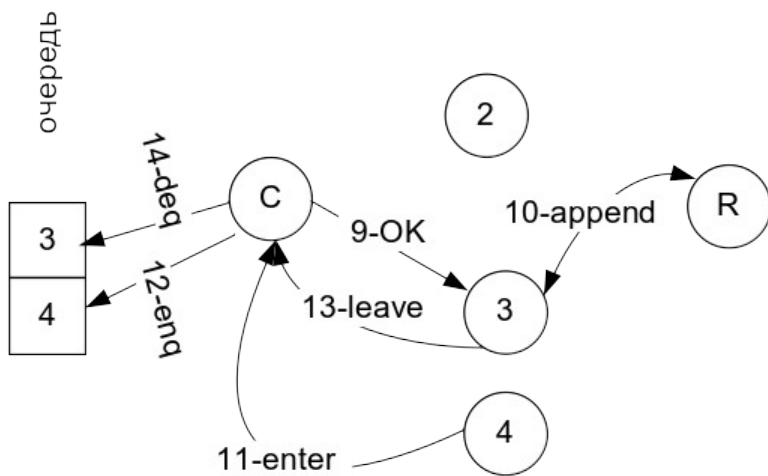 очередь
2
14-deq
C
R
3
9-OK
10-append
4
12-enq
13-leave
3
11-enter
4